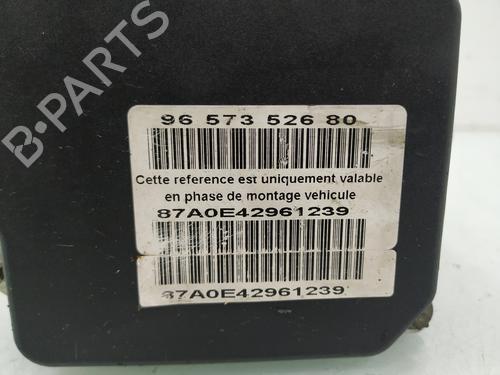 B-PARTS
96 573 526 80
Cette reference est uniquement valable
en phase de montage vehicule
87A0E42961239
87A0E42961239